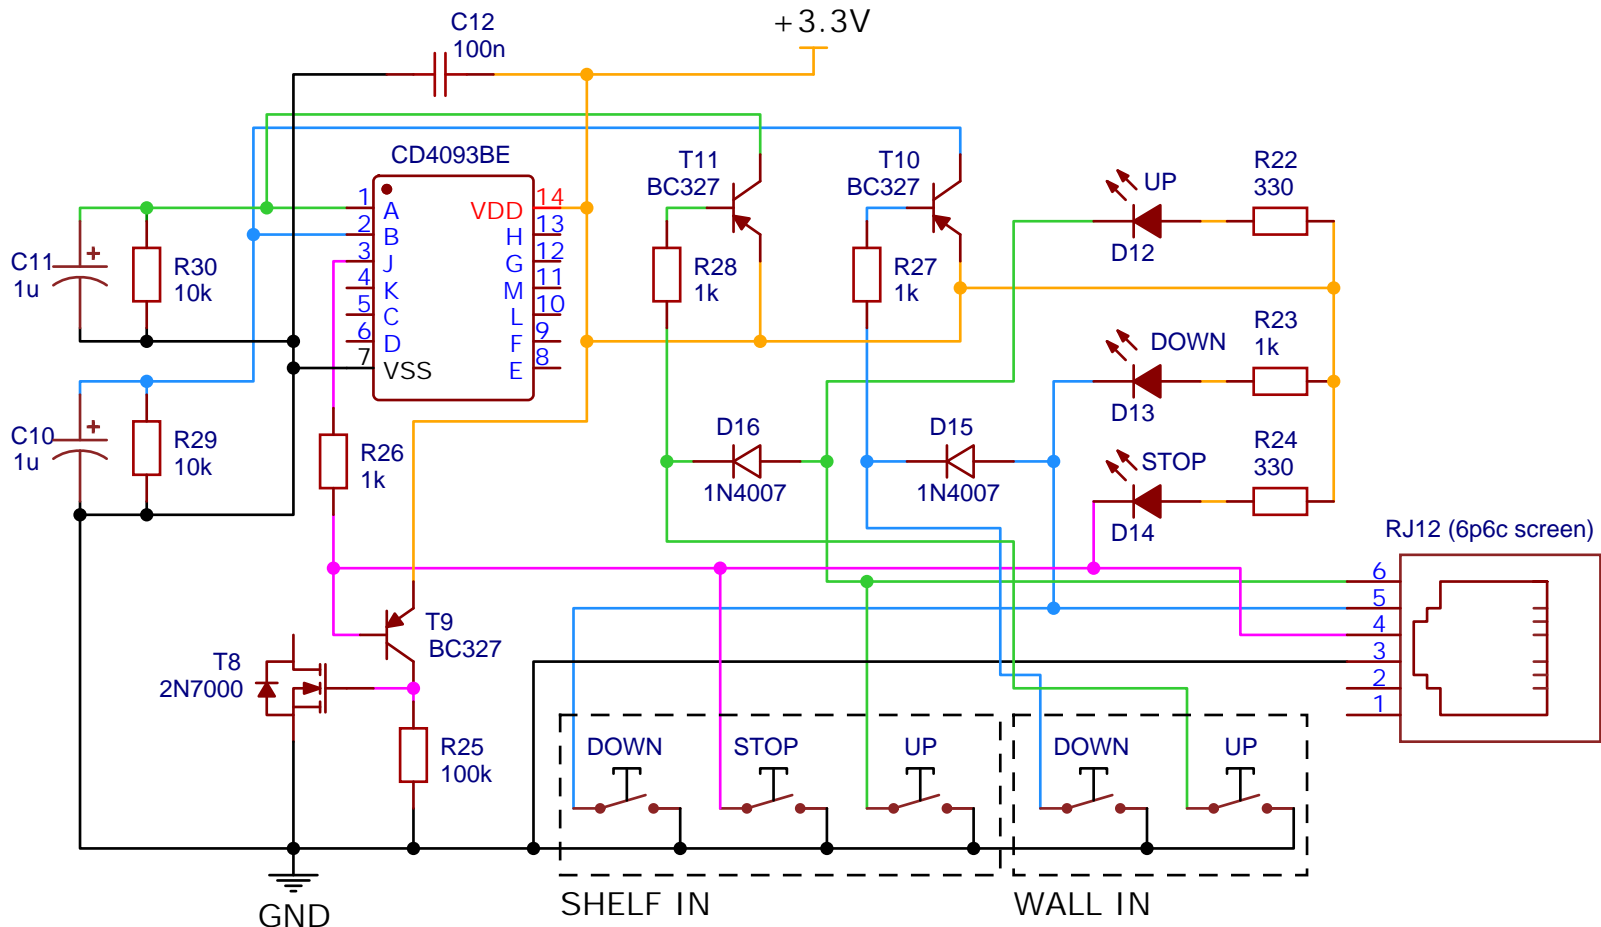 +3.3V
C12
100n
CD4093BE
1 A
2 B
3 J
4 K
5 C
6 D
7 VSS
VDD 14
H 13
G 12
M 11
L 10
F 9
E 8
C11
1u
+
R30
10k
C10
1u
+
R29
10k
R26
1k
T11
BC327
R28
1k
T10
BC327
R27
1k
UP
D12
R22
330
DOWN
D13
R23
1k
STOP
D14
R24
330
D16
1N4007
D15
1N4007
RJ12 (6p6c screen)
6
5
4
3
2
1
T9
BC327
T8
2N7000
R25
100k
DOWN
STOP
UP
DOWN
UP
GND
SHELF IN
WALL IN